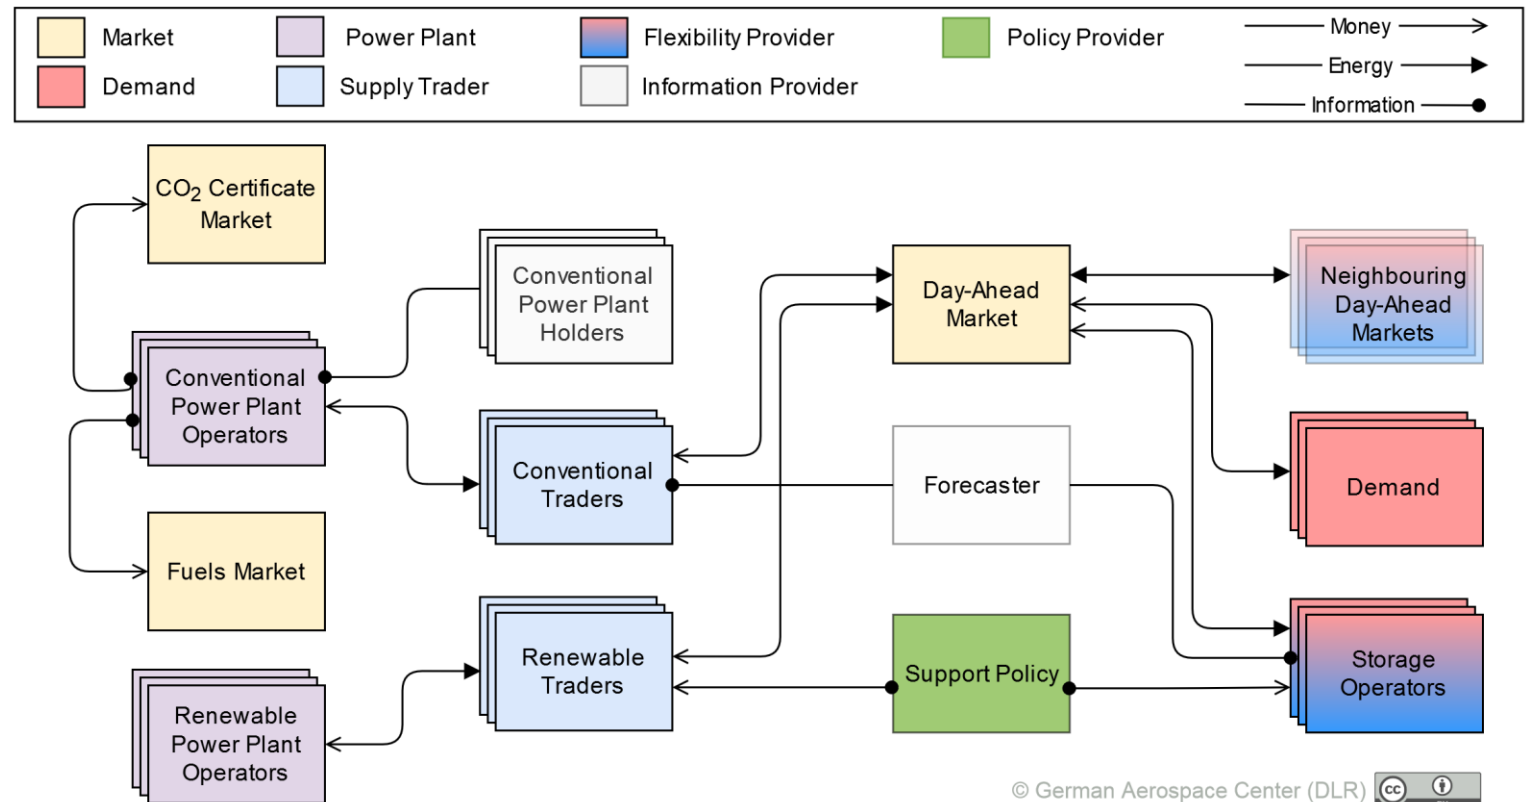 Market
Power Plant
Flexibility Provider
Policy Provider
Money
Demand
Supply Trader
Information Provider
Energy
Information
CO2 Certificate
Market
Conventional
Power Plant
Holders
Day-Ahead
Market
Neighbouring
Day-Ahead
Markets
Conventional
Power Plant
Operators
Conventional
Traders
Forecaster
Demand
Fuels Market
Renewable
Traders
Support Policy
Storage
Operators
Renewable
Power Plant
Operators
© German Aerospace Center (DLR)
cc